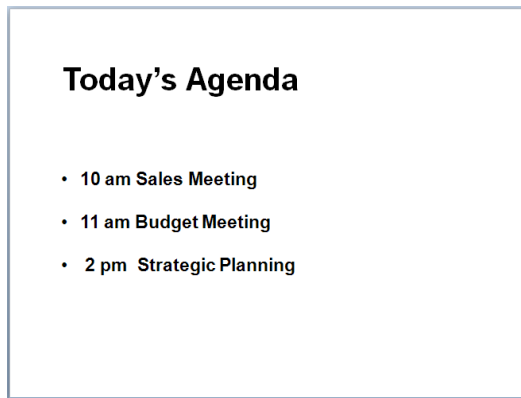 Today’s Agenda
• 10 am Sales Meeting
• 11 am Budget Meeting
• 2 pm  Strategic Planning